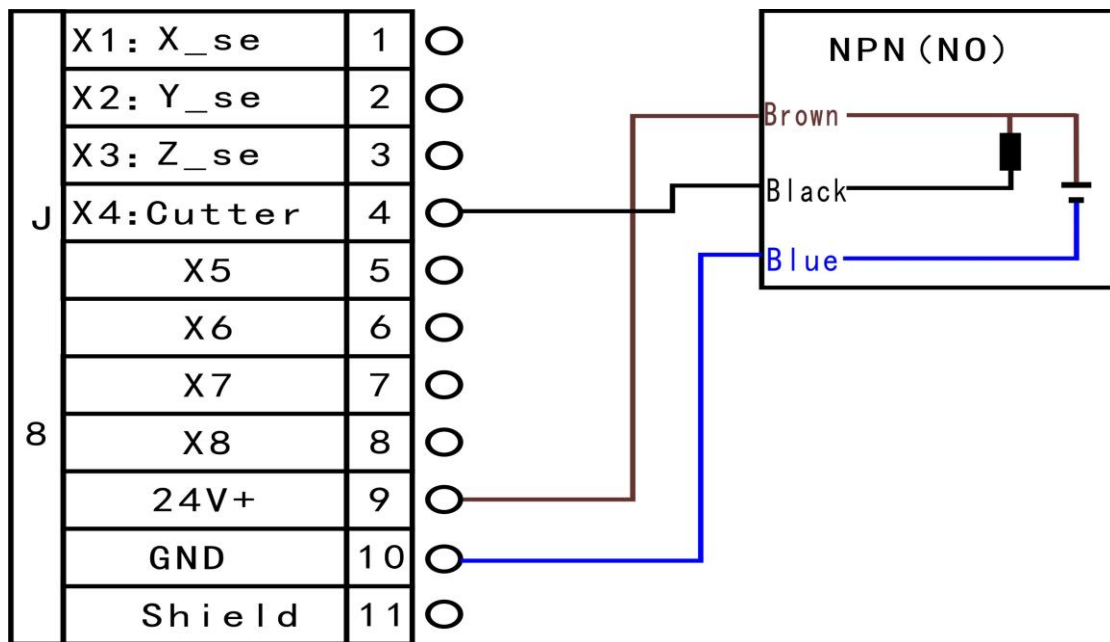 X1: X_se 1
X2: Y_se 2
X3: Z_se 3
X4:Cutter 4
X5 5
X6 6
X7 7
X8 8
24V+ 9
GND 10
Shield 11
J
8
NPN (NO)
Brown
Black
Blue